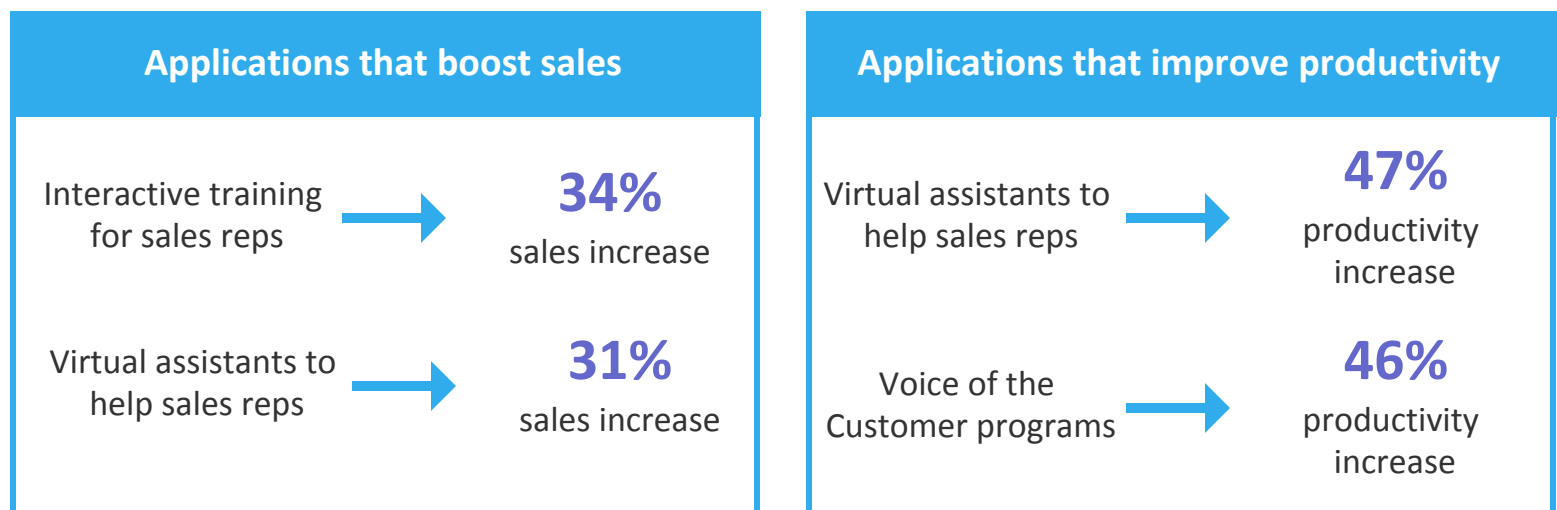 Applications that boost sales
Interactive training
for sales reps
34%
sales increase
Virtual assistants to
help sales reps
31%
sales increase
Applications that improve productivity
Virtual assistants to
help sales reps
47%
productivity
increase
Voice of the
Customer programs
46%
productivity
increase